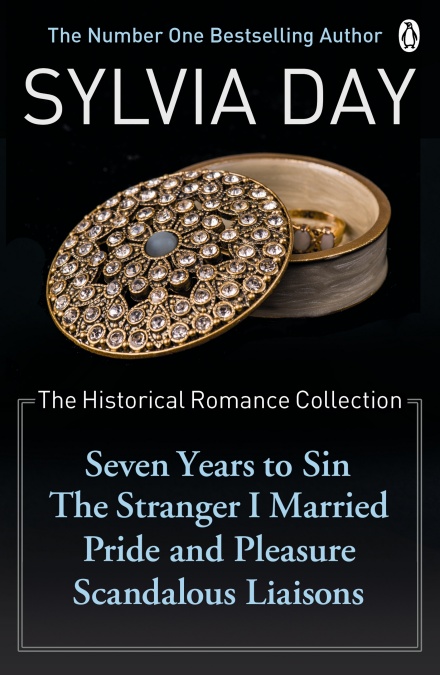 The Number One Bestselling Author
SYLVIA DAY
The Historical Romance Collection
Seven Years to Sin
The Stranger I Married
Pride and Pleasure
Scandalous Liaisons